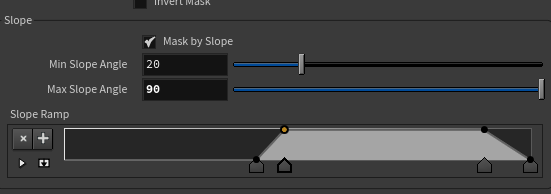 Invert Mask
Slope
Mask by Slope
Min Slope Angle 20
Max Slope Angle 90
Slope Ramp